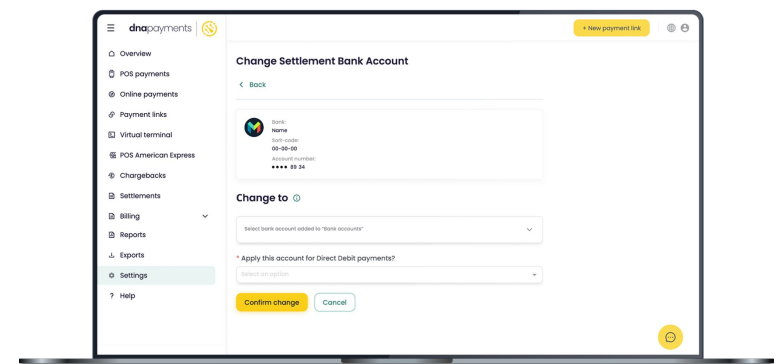 dnapayments
+ New payment link
Overview
POS payments
Online payments
Payment links
Virtual terminal
POS American Express
Chargebacks
Settlements
Billing
Reports
Exports
Settings
? Help
Change Settlement Bank Account
< Back
Bank:
Name
Sort-code:
00-00-00
Account number:
•••• 89 34
Change to
Select bank account added to "Bank accounts"
* Apply this account for Direct Debit payments?
Select an option
Confirm change
Cancel